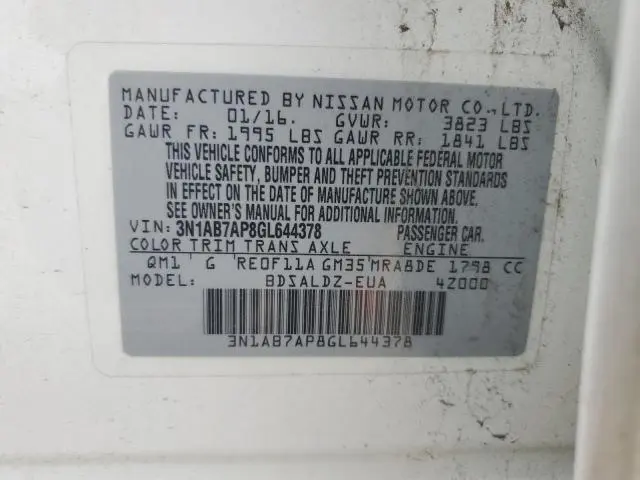 MANUFACTURED BY NISSAN MOTOR CO.,LTD.
DATE: 01/16. GVWR: 3823 LBS
GAWR FR: 1995 LBS GAWR RR: 1841 LBS
THIS VEHICLE CONFORMS TO ALL APPLICABLE FEDERAL MOTOR
VEHICLE SAFETY, BUMPER AND THEFT PREVENTION STANDARDS
IN EFFECT ON THE DATE OF MANUFACTURE SHOWN ABOVE.
SEE OWNER'S MANUAL FOR ADDITIONAL INFORMATION.
VIN: 3N1AB7AP8GL644378 PASSENGER CAR.
COLOR TRIM TRANS AXLE ENGINE
QM1 G RE0F11A GM35 MRA8DE 1798 CC
MODEL: BDSALDZ-EUA 4Z000
3N1AB7AP8GL644378